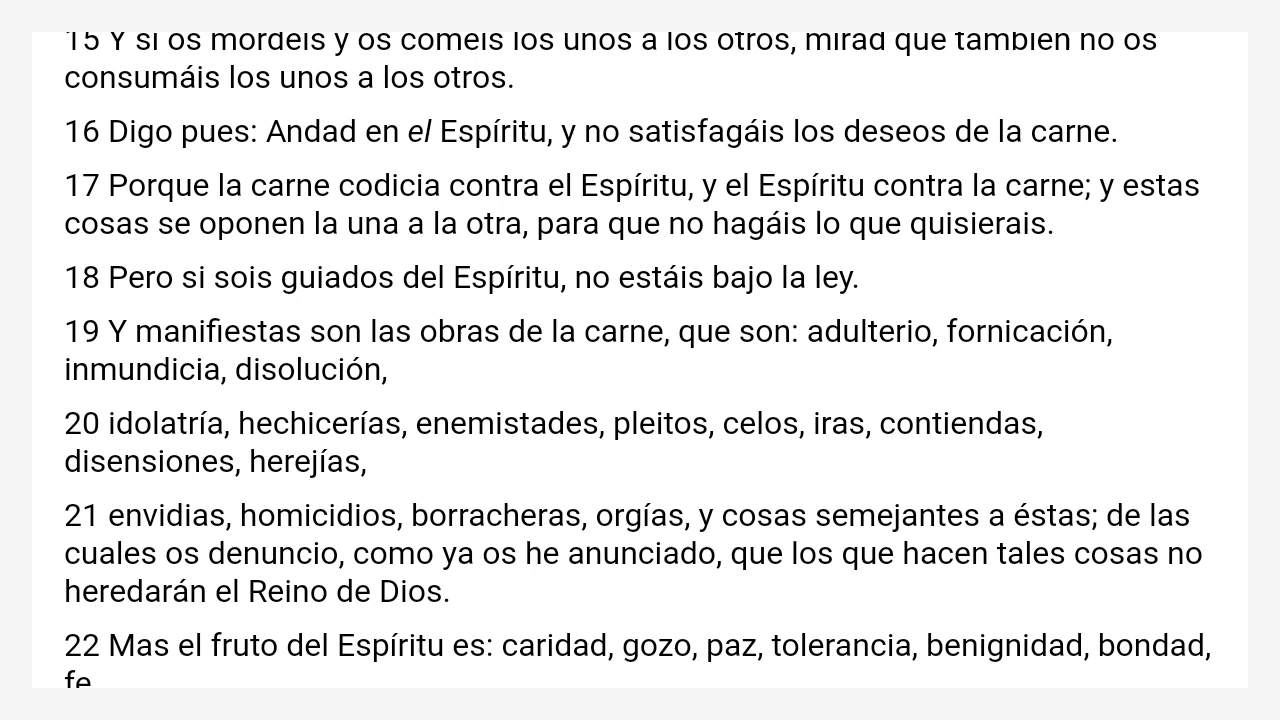 15 Y si os mordéis y os coméis los unos a los otros, mirad que también no os
consumáis los unos a los otros.
16 Digo pues: Andad en el Espíritu, y no satisfagáis los deseos de la carne.
17 Porque la carne codicia contra el Espíritu, y el Espíritu contra la carne; y estas
cosas se oponen la una a la otra, para que no hagáis lo que quisierais.
18 Pero si sois guiados del Espíritu, no estáis bajo la ley.
19 Y manifiestas son las obras de la carne, que son: adulterio, fornicación,
inmundicia, disolución,
20 idolatría, hechicerías, enemistades, pleitos, celos, iras, contiendas,
disensiones, herejías,
21 envidias, homicidios, borracheras, orgías, y cosas semejantes a éstas; de las
cuales os denuncio, como ya os he anunciado, que los que hacen tales cosas no
heredarán el Reino de Dios.
22 Mas el fruto del Espíritu es: caridad, gozo, paz, tolerancia, benignidad, bondad,
fe